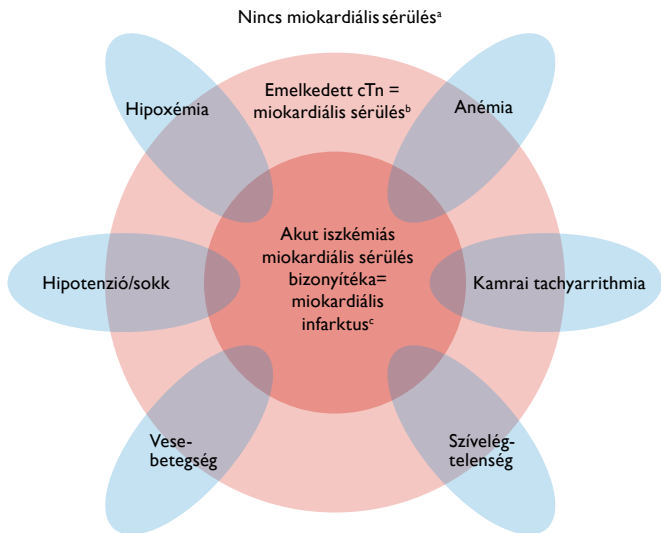 Nincs miokardiális sérülésᵃ
Emelkedett cTn =
miokardiális sérülésᵇ
Hipoxémia
Anémia
Akut iszkémiás
miokardiális sérülés
bizonyítéka=
miokardiális
infarktusᶜ
Hipotenzió/sokk
Kamrai tachyarrithmia
Vese-
betegség
Szívelég-
telenség